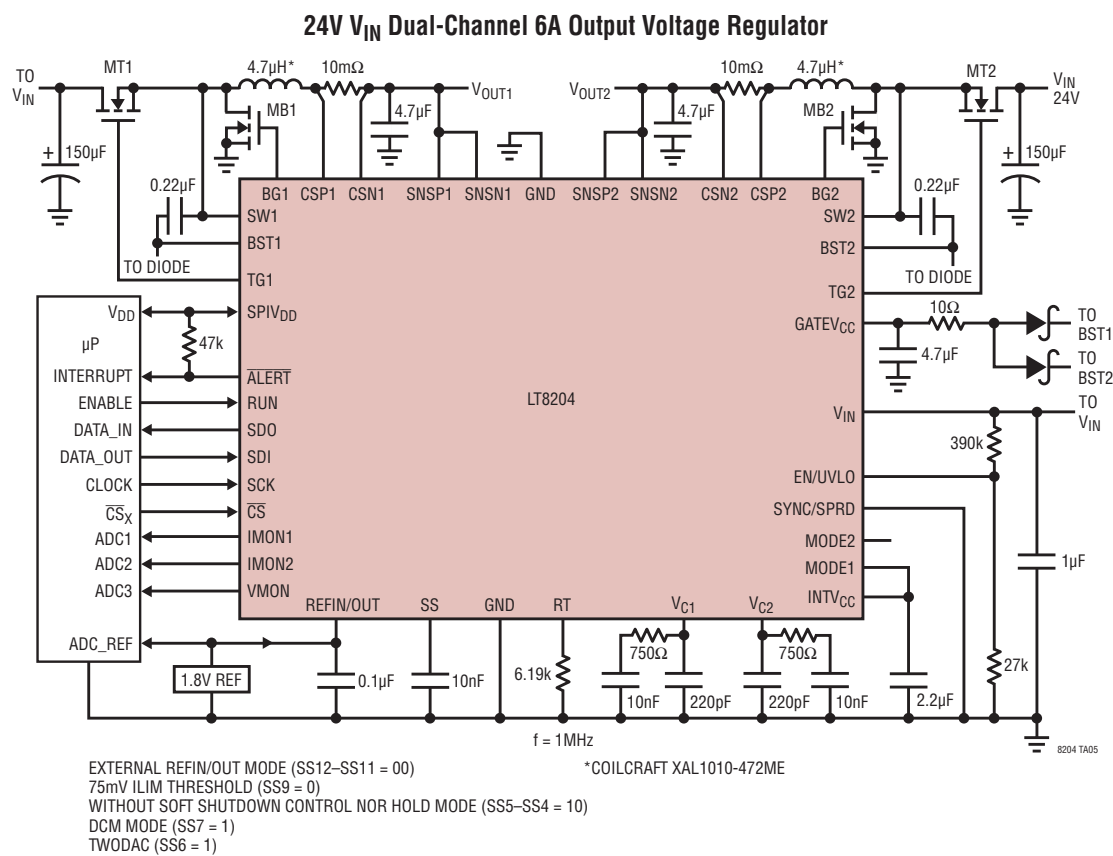 24V VIN Dual-Channel 6A Output Voltage Regulator
TO VIN
MT1
4.7µH*
10mΩ
VOUT1
VOUT2
10mΩ
4.7µH*
MT2
VIN
24V
MB1
4.7µF
4.7µF
MB2
+
150µF
+
150µF
0.22µF
0.22µF
BG1
CSP1
CSN1
SNSP1
SNSN1
GND
SNSP2
SNSN2
CSN2
CSP2
BG2
SW1
SW2
BST1
BST2
TO DIODE
TO DIODE
TG1
TG2
VDD
SPIVDD
GATEVCC
10Ω
TO
BST1
TO
BST2
4.7µF
µP
47k
INTERRUPT
ALERT
ENABLE
RUN
DATA_IN
SDO
DATA_OUT
SDI
CLOCK
SCK
CSX
CS
ADC1
IMON1
ADC2
IMON2
ADC3
VMON
ADC_REF
LT8204
VIN
TO
VIN
390k
EN/UVLO
SYNC/SPRD
MODE2
MODE1
INTVCC
1µF
REFIN/OUT
SS
GND
RT
VC1
VC2
1.8V REF
0.1µF
10nF
6.19k
750Ω
750Ω
10nF
220pF
220pF
10nF
2.2µF
27k
f = 1MHz
8204 TA05
EXTERNAL REFIN/OUT MODE (SS12–SS11 = 00)
*COILCRAFT XAL1010-472ME
75mV ILIM THRESHOLD (SS9 = 0)
WITHOUT SOFT SHUTDOWN CONTROL NOR HOLD MODE (SS5–SS4 = 10)
DCM MODE (SS7 = 1)
TWODAC (SS6 = 1)